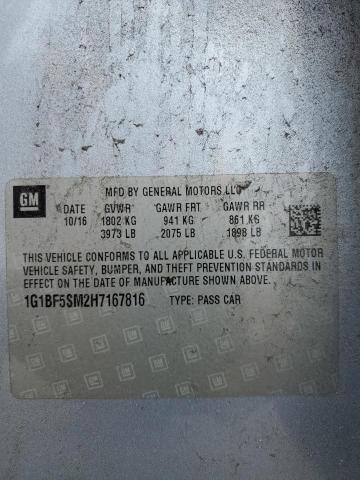 GM
MFD BY GENERAL MOTORS LLC
DATE GVWR GAWR FRT GAWR RR
10/16 1802 KG 941 KG 861 KG
3973 LB 2075 LB 1898 LB
THIS VEHICLE CONFORMS TO ALL APPLICABLE U.S. FEDERAL MOTOR
VEHICLE SAFETY, BUMPER, AND THEFT PREVENTION STANDARDS IN
EFFECT ON THE DATE OF MANUFACTURE SHOWN ABOVE.
1G1BF5SM2H7167816 TYPE: PASS CAR